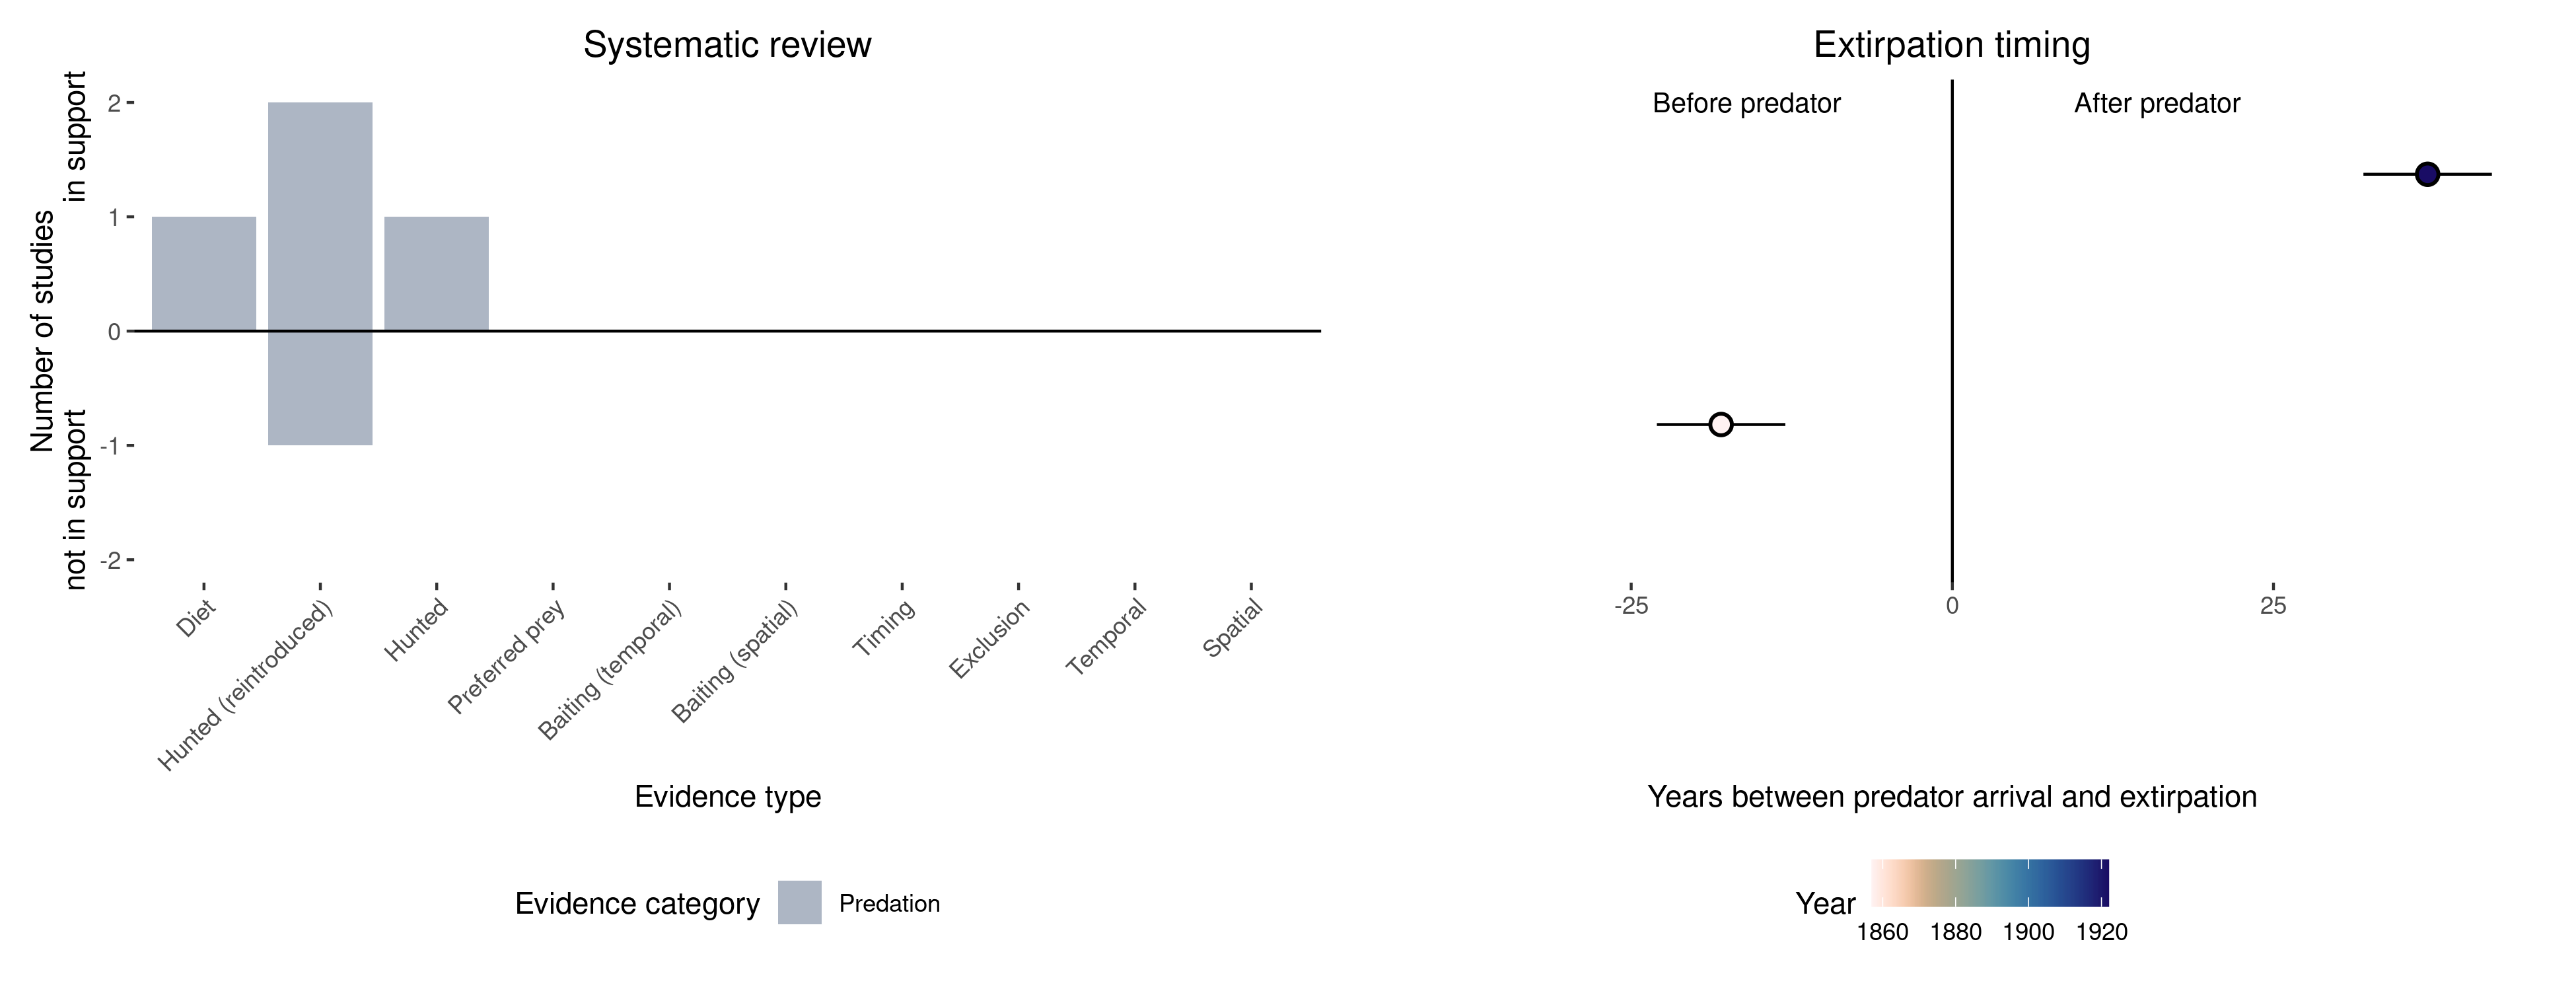 Systematic review
Number of studies
in support
not in support
2
1
0
-1
-2
Diet
Hunted (reintroduced)
Hunted
Preferred prey
Baiting (temporal)
Baiting (spatial)
Timing
Exclusion
Temporal
Spatial
Evidence type
Evidence category
Predation
Extirpation timing
Before predator
After predator
-25
0
25
Years between predator arrival and extirpation
Year
1860
1880
1900
1920